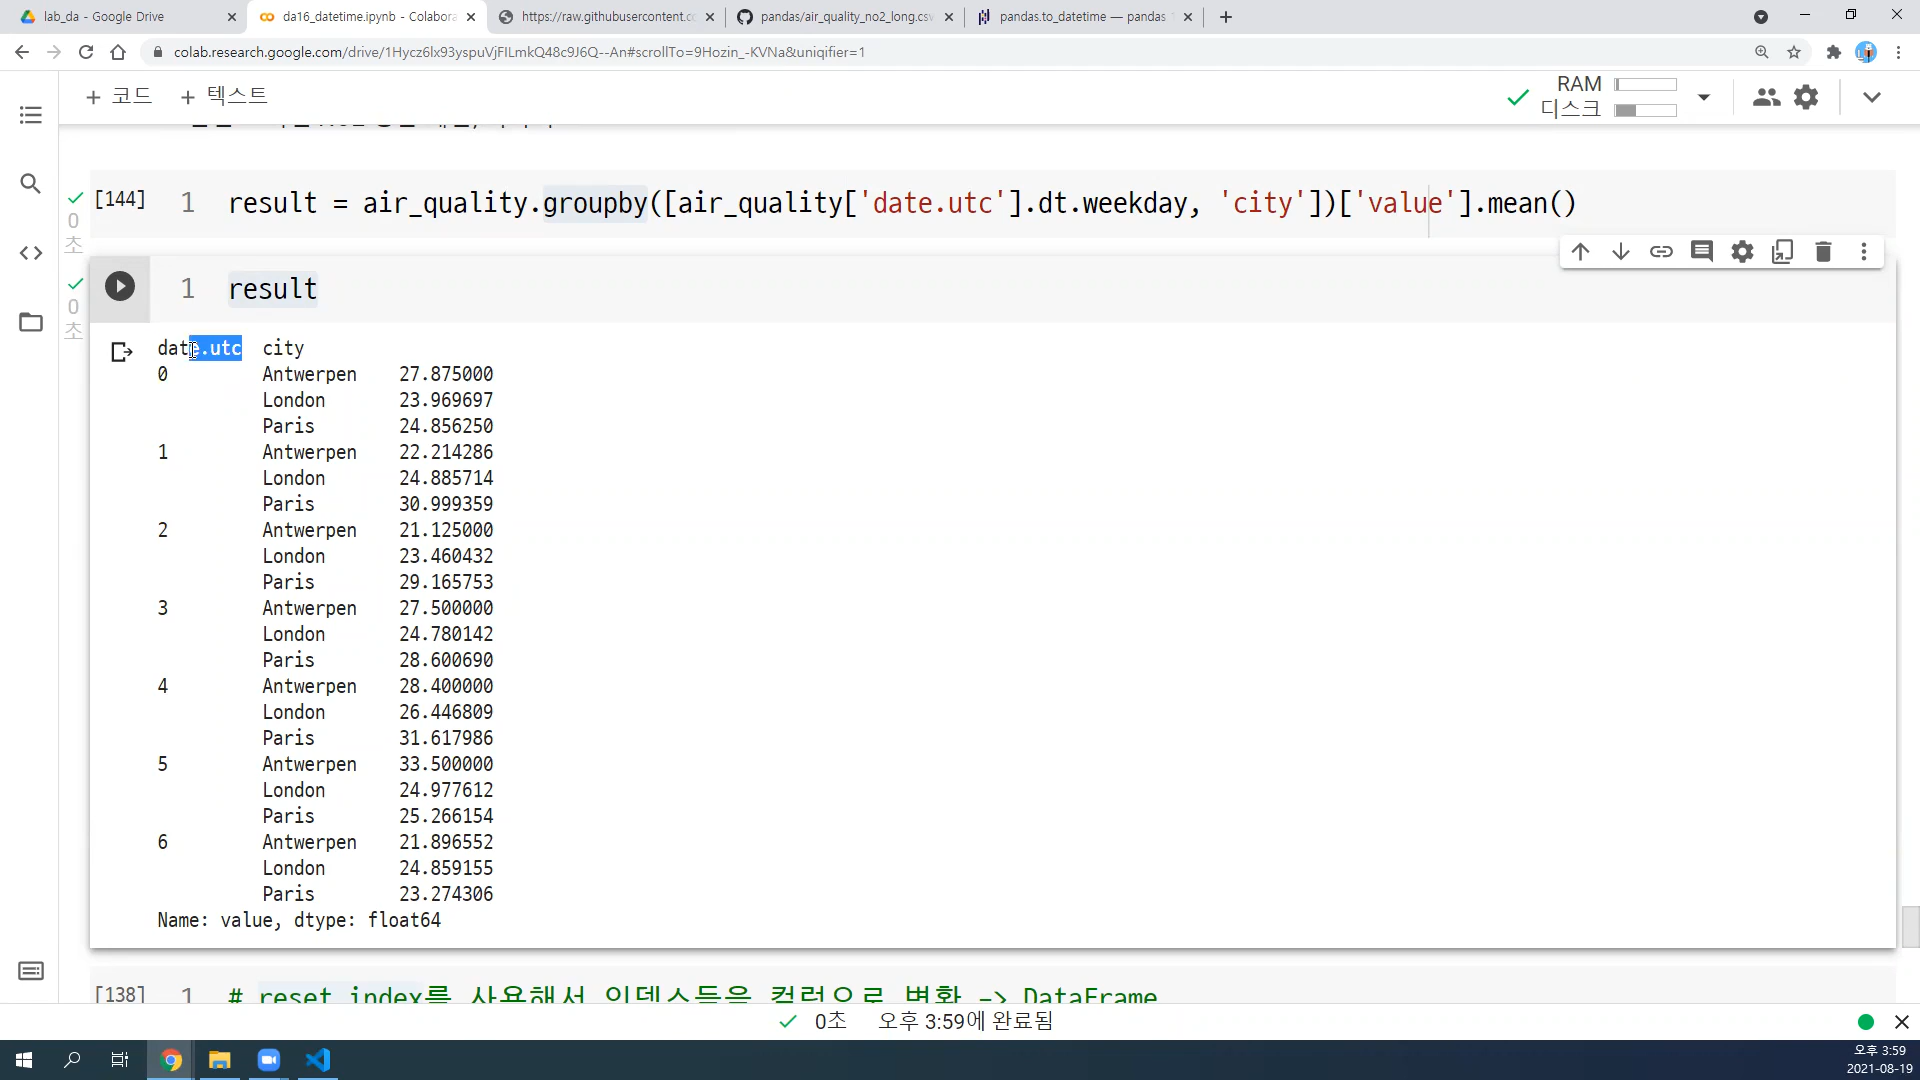 lab_da - Google Drive
da16_datetime.ipynb - Colabora
https://raw.githubusercontent.cc
pandas/air_quality_no2_long.csv
pandas.to_datetime — pandas
colab.research.google.com/drive/1Hycz6lx93yspuVjFILmkQ48c9J6Q--An#scrollTo=9Hozin_-KVNa&uniqifier=1
+ 코드 + 텍스트
RAM
디스크
0초
[144] 1 result = air_quality.groupby([air_quality['date.utc'].dt.weekday, 'city'])['value'].mean()
0초
1 result
date.utc city
0 Antwerpen 27.875000
London 23.969697
Paris 24.856250
1 Antwerpen 22.214286
London 24.885714
Paris 30.999359
2 Antwerpen 21.125000
London 23.460432
Paris 29.165753
3 Antwerpen 27.500000
London 24.780142
Paris 28.600690
4 Antwerpen 28.400000
London 26.446809
Paris 31.617986
5 Antwerpen 33.500000
London 24.977612
Paris 25.266154
6 Antwerpen 21.896552
London 24.859155
Paris 23.274306
Name: value, dtype: float64
[138] 1 # reset_index를 사용해서 인덱스들을 컬럼으로 변환 -> DataFrame
0초 오후 3:59에 완료됨
오후 3:59
2021-08-19